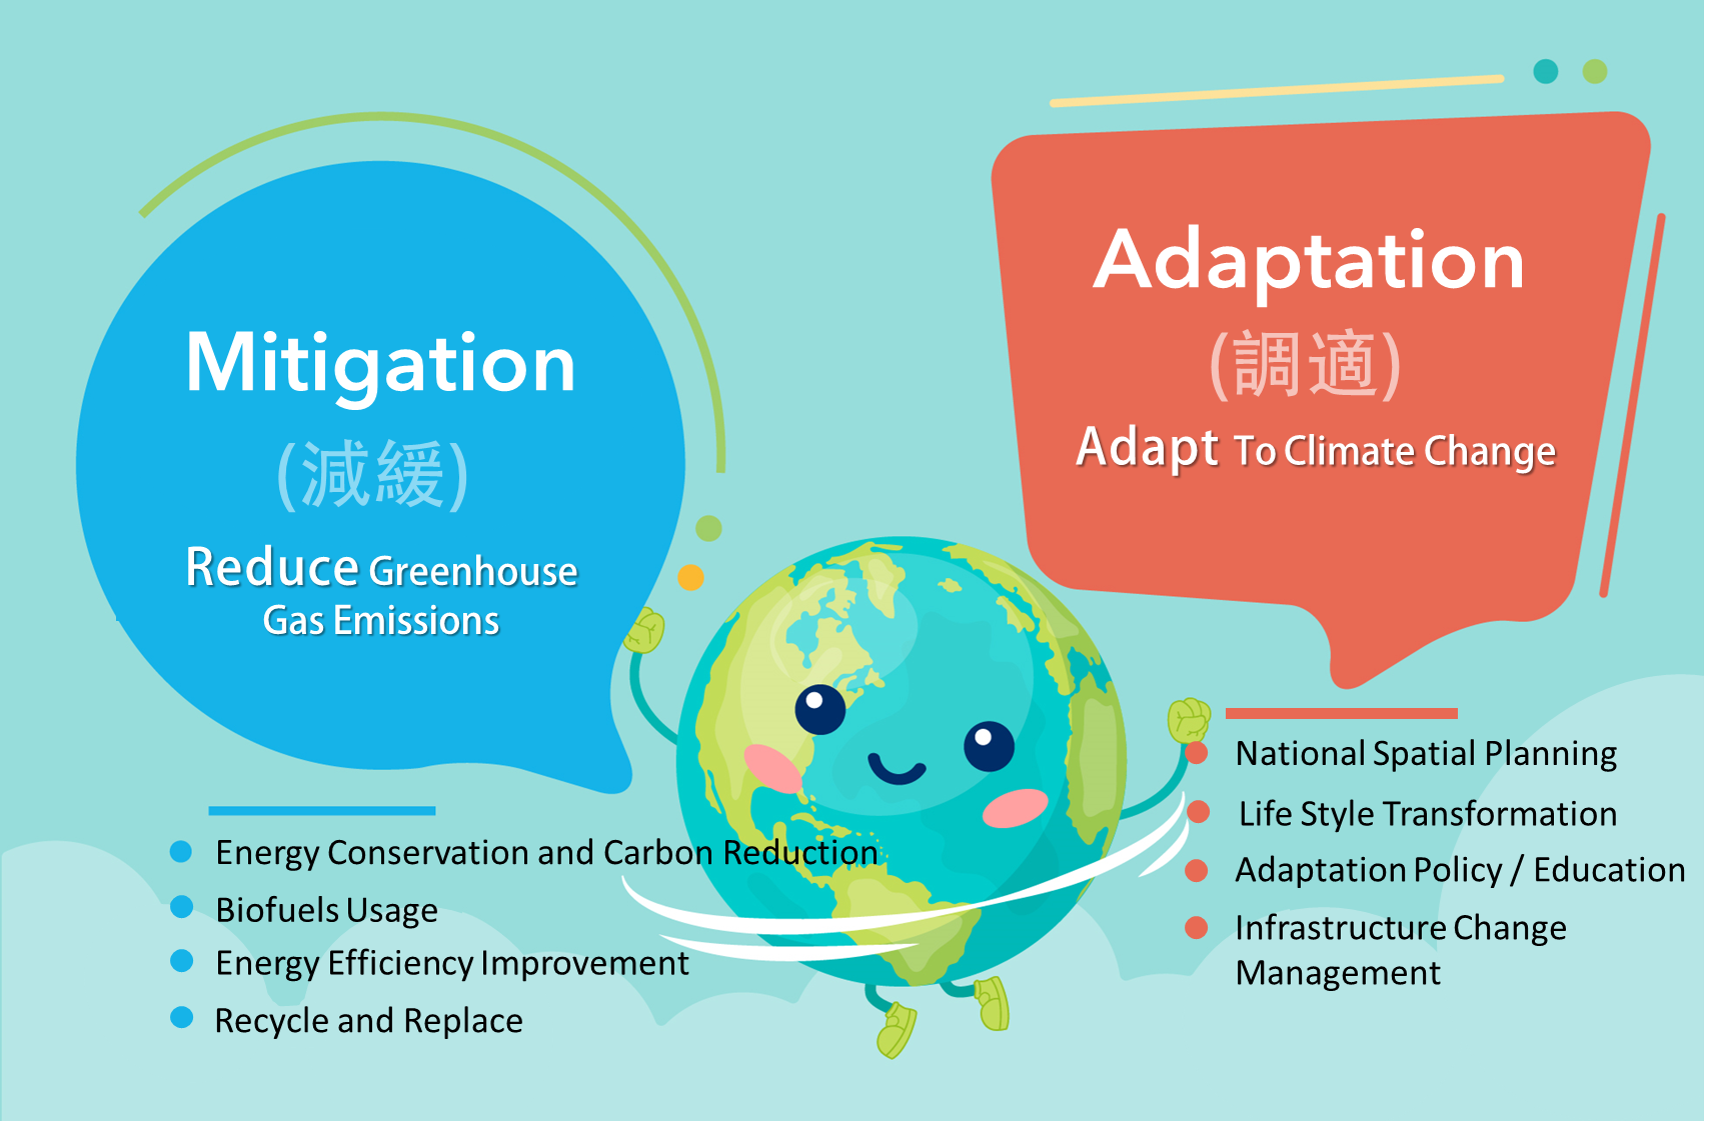 Mitigation
(減緩)
Reduce Greenhouse
Gas Emissions
Energy Conservation and Carbon Reduction
Biofuels Usage
Energy Efficiency Improvement
Recycle and Replace
Adaptation
(調適)
Adapt To Climate Change
National Spatial Planning
Life Style Transformation
Adaptation Policy / Education
Infrastructure Change
Management